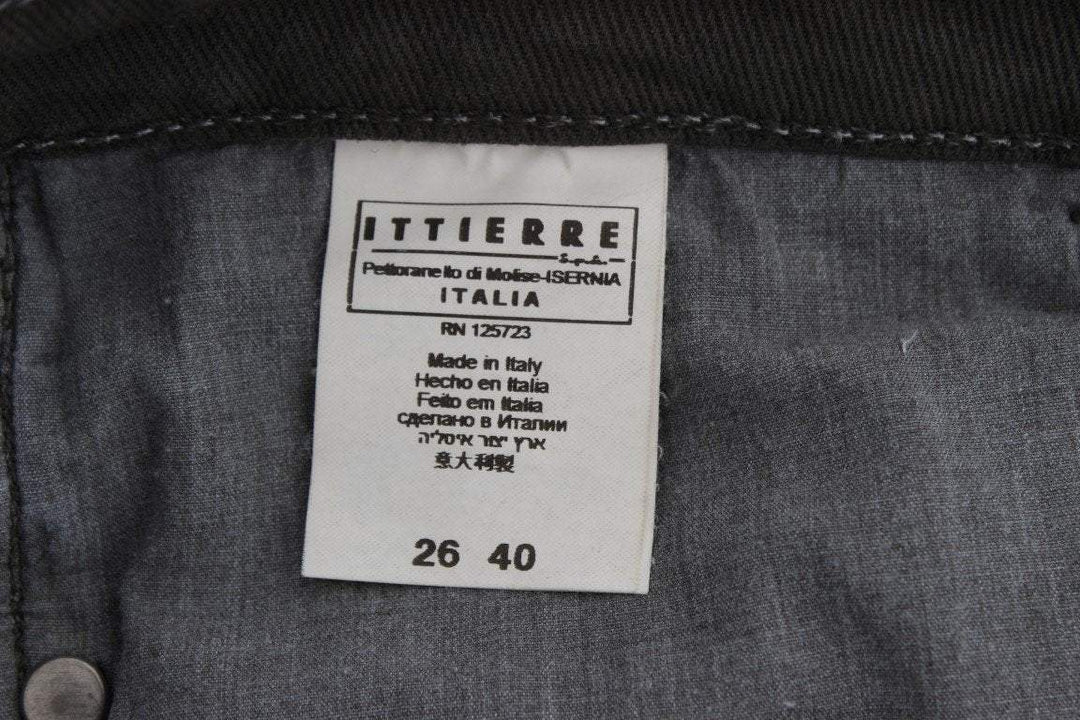 ITTIERRE
S.p.A.
Pettoranello di Molise-ISERNIA
ITALIA
RN 125723
Made in Italy
Hecho en Italia
Feito em Italia
сделано в Италии
ארץ יצור איטליה
意大利製
26 40